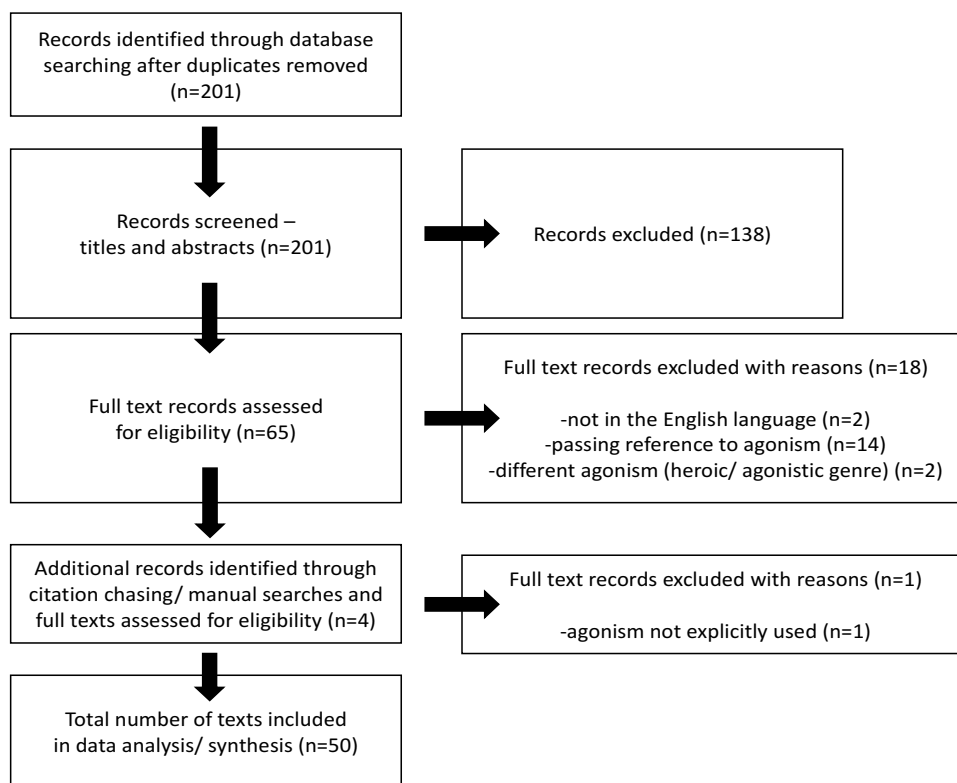 Records identified through database
searching after duplicates removed
(n=201)
Records screened –
titles and abstracts (n=201)
Records excluded (n=138)
Full text records assessed
for eligibility (n=65)
Full text records excluded with reasons (n=18)
-not in the English language (n=2)
-passing reference to agonism (n=14)
-different agonism (heroic/ agonistic genre) (n=2)
Additional records identified through
citation chasing/ manual searches and
full texts assessed for eligibility (n=4)
Full text records excluded with reasons (n=1)
-agonism not explicitly used (n=1)
Total number of texts included
in data analysis/ synthesis (n=50)